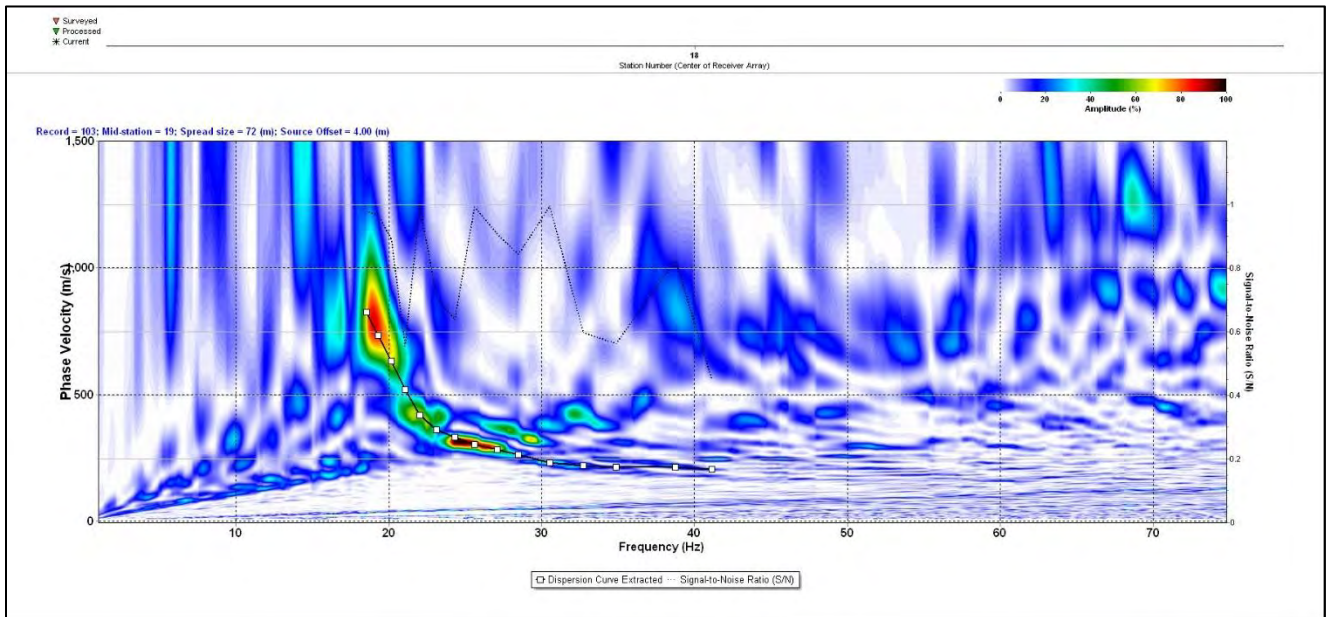 Surveyed
Processed
Current
18
Station Number (Center of Receiver Array)
0 20 40 60 80 100
Amplitude (%)
Record = 103; Mid-station = 19; Spread size = 72 (m); Source Offset = 4.00 (m)
1,500
1,000
500
0
Phase Velocity (m/s)
1
0.8
0.6
0.4
0.2
0
Signal-to-Noise Ratio (S/N)
10 20 30 40 50 60 70
Frequency (Hz)
Dispersion Curve Extracted Signal-to-Noise Ratio (S/N)